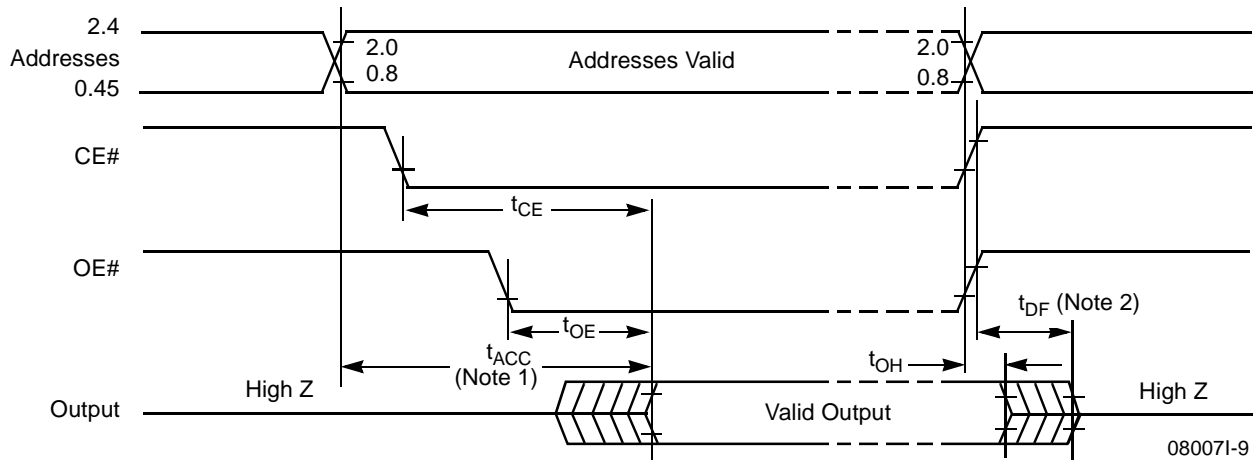 2.4
Addresses
0.45
2.0
0.8
Addresses Valid
2.0
0.8
CE#
tCE
OE#
tOE
tDF (Note 2)
tACC
(Note 1)
tOH
High Z
High Z
Output
Valid Output
08007I-9